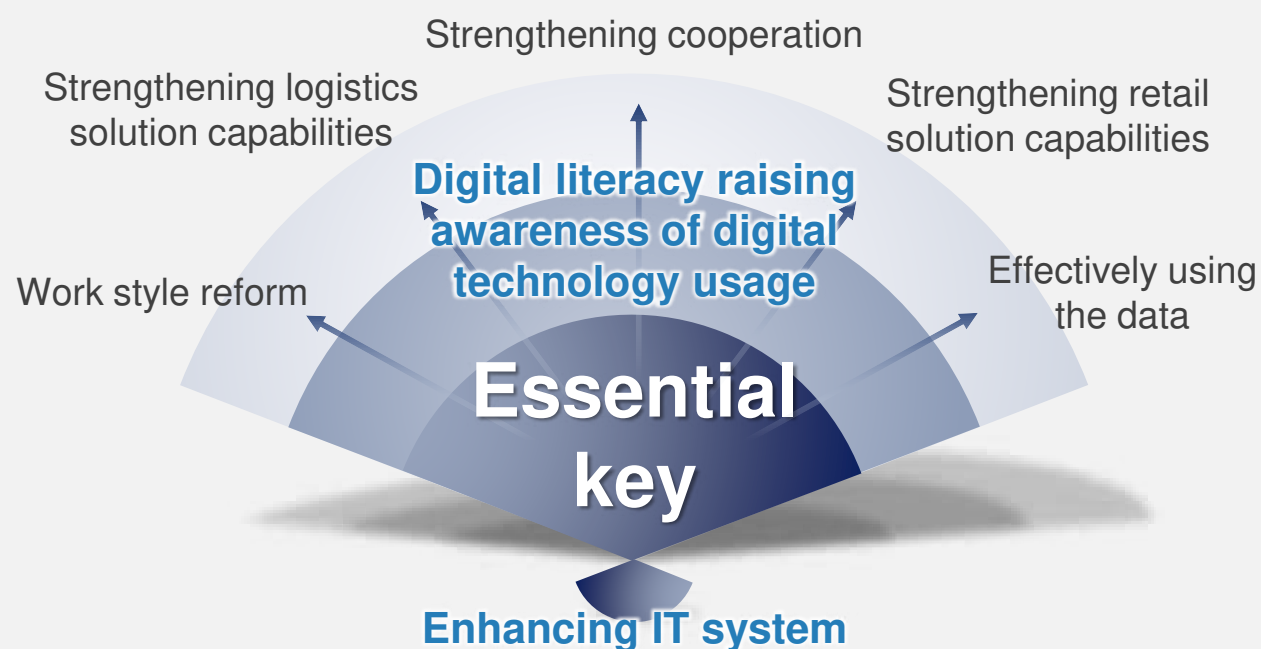 Strengthening cooperation
Strengthening logistics
solution capabilities
Strengthening retail
solution capabilities
Digital literacy raising
awareness of digital
technology usage
Work style reform
Effectively using
the data
Essential
key
Enhancing IT system